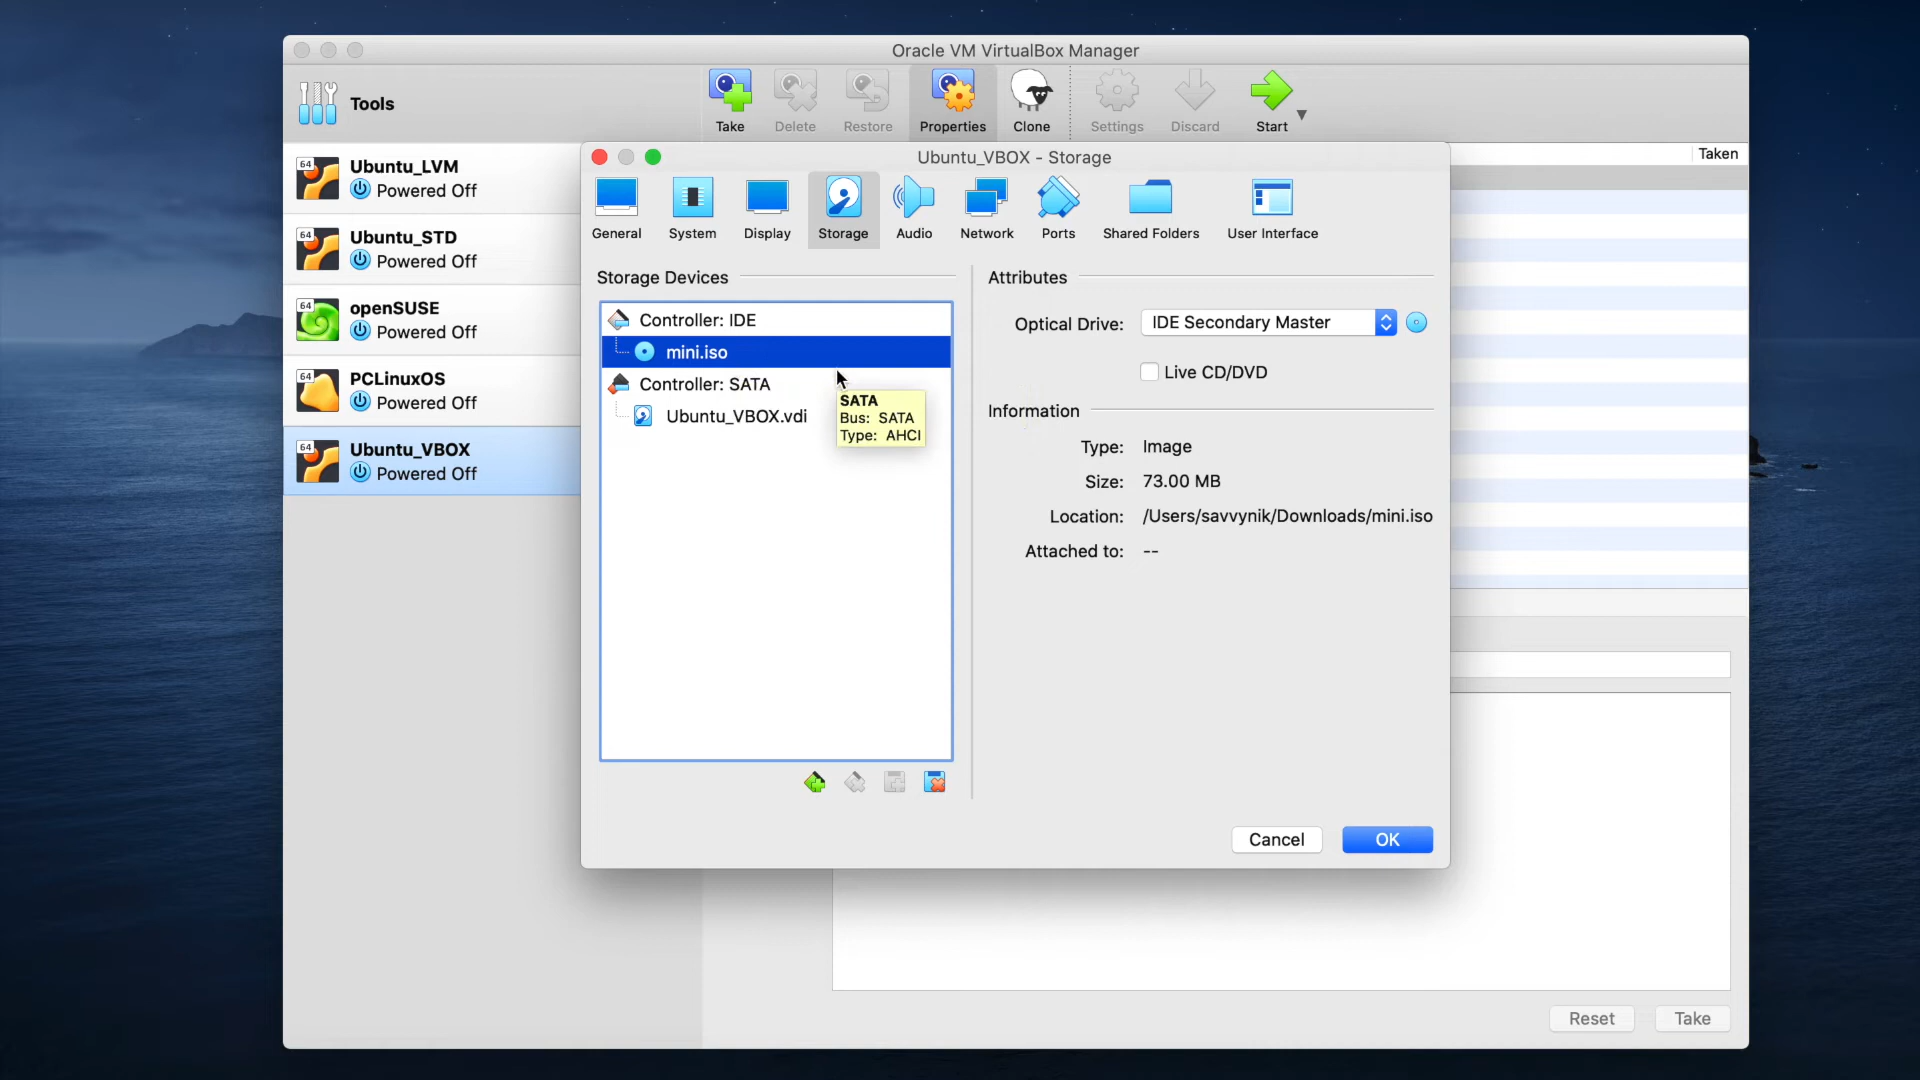 Oracle VM VirtualBox Manager
Tools
Take
Delete
Restore
Properties
Clone
Settings
Discard
Start
64
Ubuntu_LVM
Powered Off
64
Ubuntu_STD
Powered Off
64
openSUSE
Powered Off
64
PCLinuxOS
Powered Off
64
Ubuntu_VBOX
Powered Off
Taken
Ubuntu_VBOX - Storage
General
System
Display
Storage
Audio
Network
Ports
Shared Folders
User Interface
Storage Devices
Controller: IDE
mini.iso
Controller: SATA
Ubuntu_VBOX.vdi
SATA
Bus: SATA
Type: AHCI
Attributes
Optical Drive: IDE Secondary Master
Live CD/DVD
Information
Type: Image
Size: 73.00 MB
Location: /Users/savvynik/Downloads/mini.iso
Attached to: --
Cancel
OK
Reset
Take